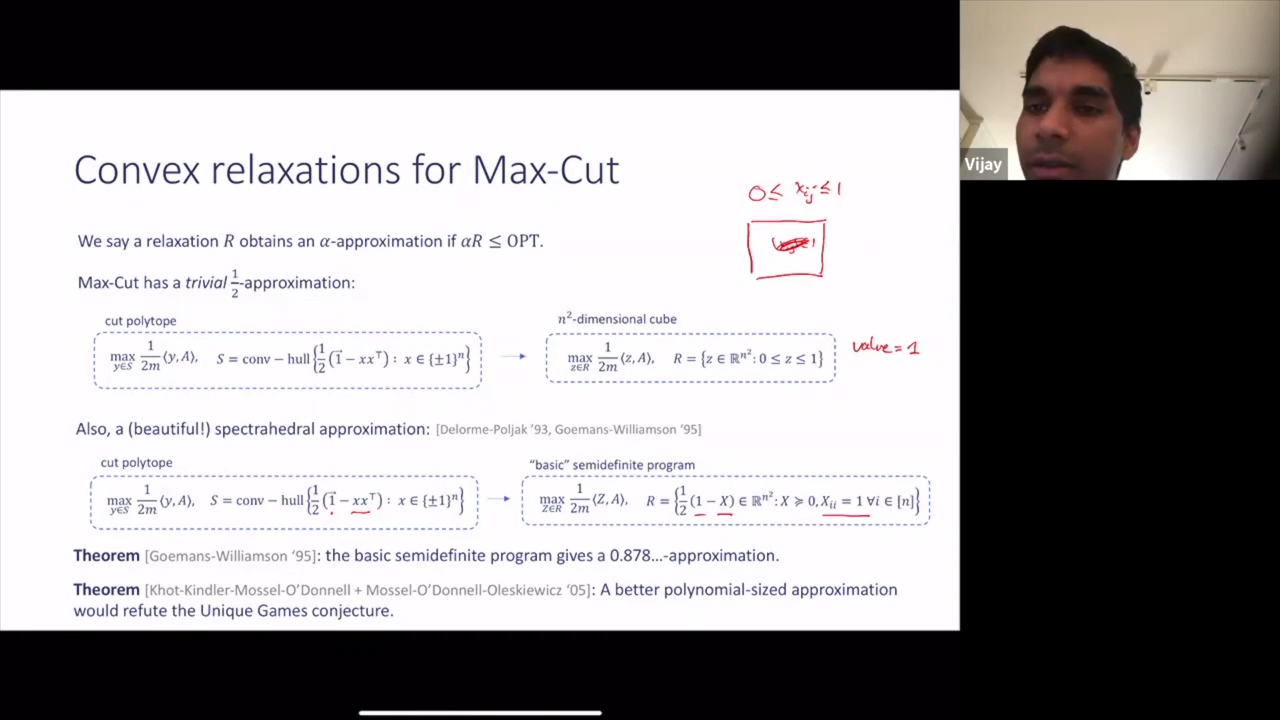 Convex relaxations for Max-Cut
0 ≤ x_ij ≤ 1
We say a relaxation R obtains an α-approximation if αR ≤ OPT.
Max-Cut has a trivial 1/2-approximation:
cut polytope
max_{y∈S} 1/2m ⟨y, A⟩, S = conv − hull{1/2 (1⃗ − xx^⊤) : x ∈ {±1}^n}
n²-dimensional cube
max_{z∈R} 1/2m ⟨z, A⟩, R = {z ∈ ℝ^{n²}: 0 ≤ z ≤ 1}
value = 1
Also, a (beautiful!) spectrahedral approximation: [Delorme-Poljak ’93, Goemans-Williamson ’95]
cut polytope
max_{y∈S} 1/2m ⟨y, A⟩, S = conv − hull{1/2 (1⃗ − xx^⊤) : x ∈ {±1}^n}
“basic” semidefinite program
max_{Z∈R} 1/2m ⟨Z, A⟩, R = {1/2 (1 − X) ∈ ℝ^{n²}: X ≽ 0, X_ii = 1 ∀i ∈ [n]}
Theorem [Goemans-Williamson ’95]: the basic semidefinite program gives a 0.878…-approximation.
Theorem [Khot-Kindler-Mossel-O’Donnell + Mossel-O’Donnell-Oleskiewicz ’05]: A better polynomial-sized approximation
would refute the Unique Games conjecture.
Vijay